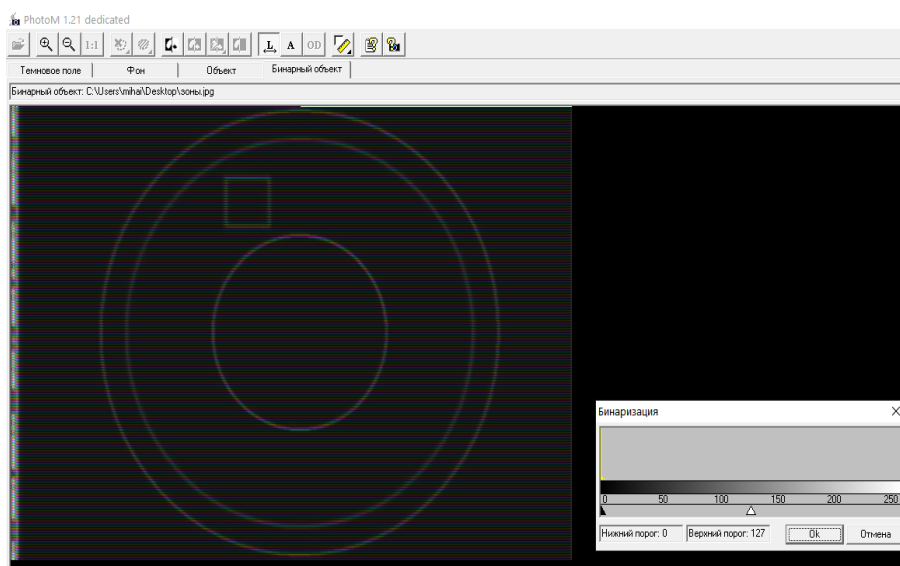 PhotoM 1.21 dedicated
1:1 L A OD
Темновое поле Фон Объект Бинарный объект
Бинарный объект: C:\Users\mihai\Desktop\зоны.jpg
Бинаризация
0 50 100 150 200 250
Нижний порог: 0 Верхний порог: 127 Ok Отмена